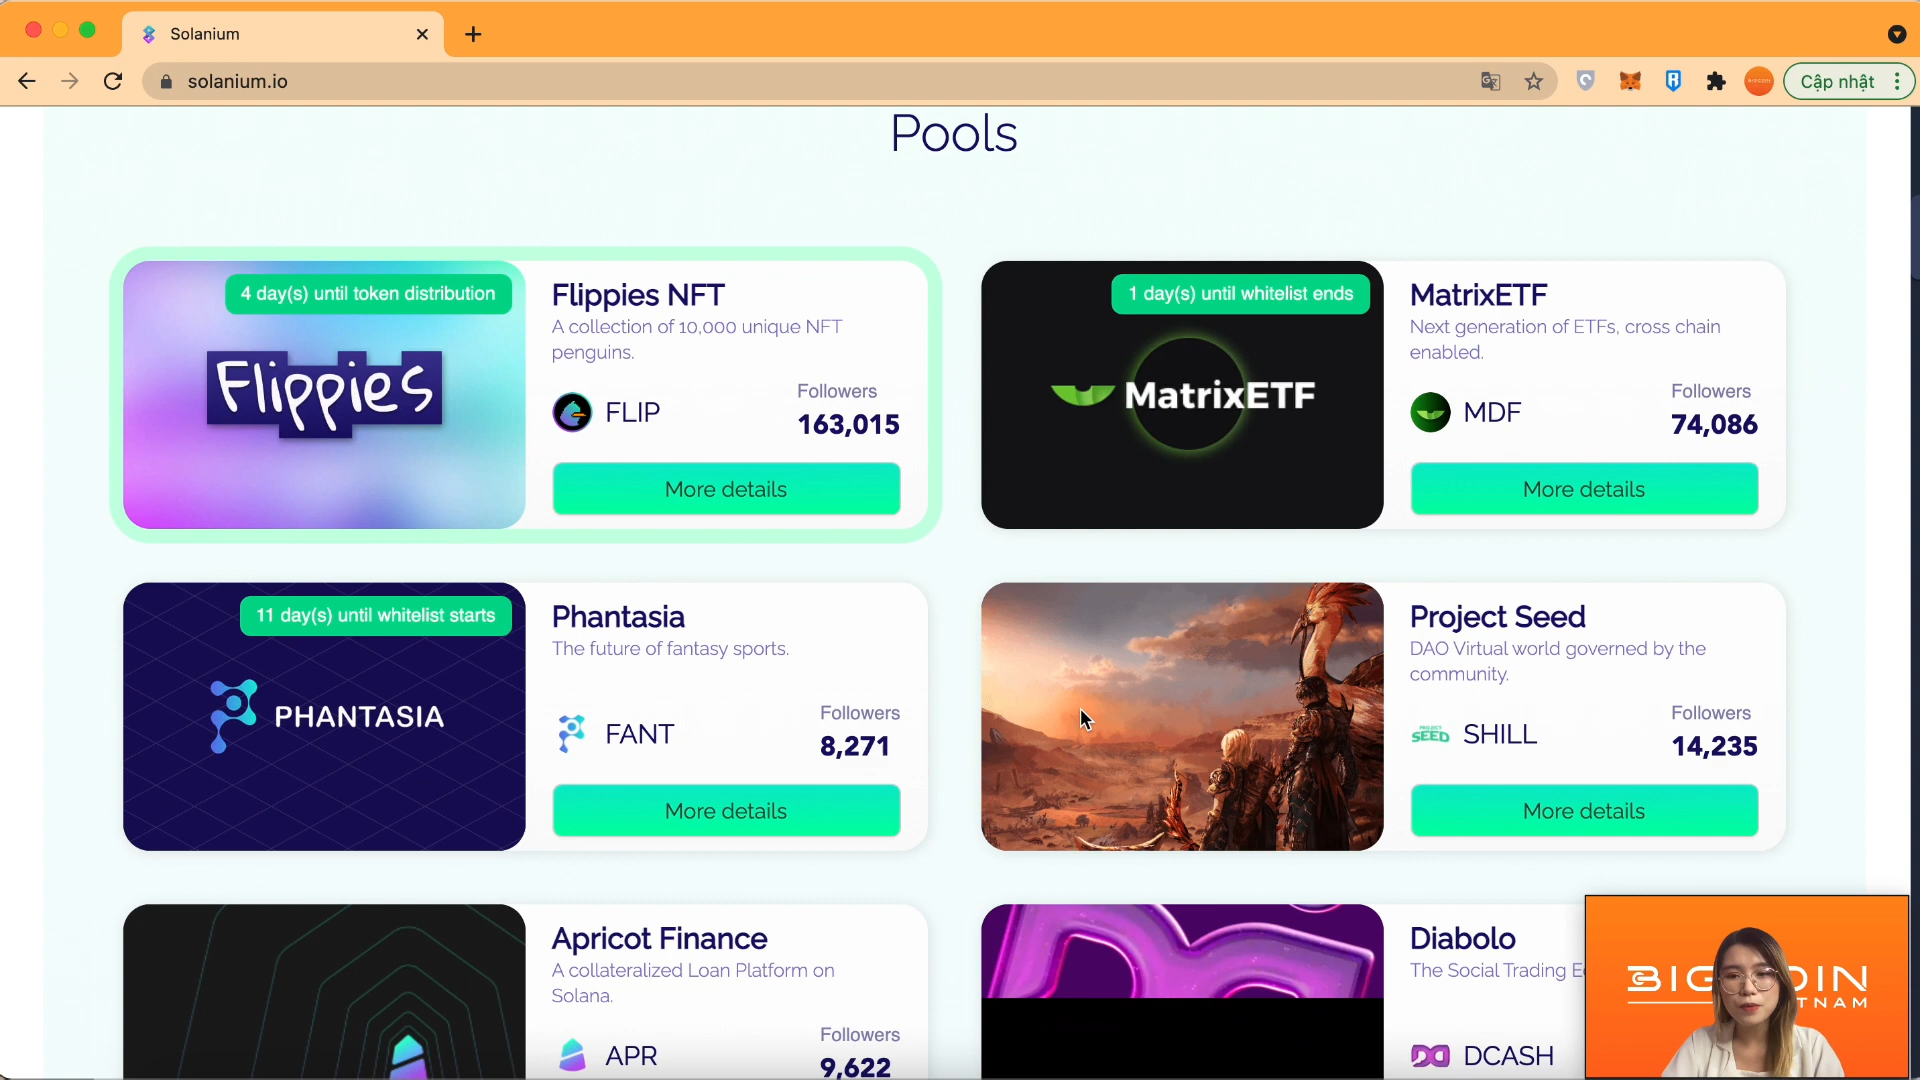 Solanium
solanium.io
Cập nhật
Pools
4 day(s) until token distribution
Flippies
Flippies NFT
A collection of 10,000 unique NFT
penguins.
FLIP
Followers
163,015
More details
1 day(s) until whitelist ends
MatrixETF
MatrixETF
Next generation of ETFs, cross chain
enabled.
MDF
Followers
74,086
More details
11 day(s) until whitelist starts
PHANTASIA
Phantasia
The future of fantasy sports.
FANT
Followers
8,271
More details
Project Seed
DAO Virtual world governed by the
community.
PROJECT
SEED
SHILL
Followers
14,235
More details
Apricot Finance
A collateralized Loan Platform on
Solana.
APR
Followers
9,622
Diabolo
The Social Trading
DCASH